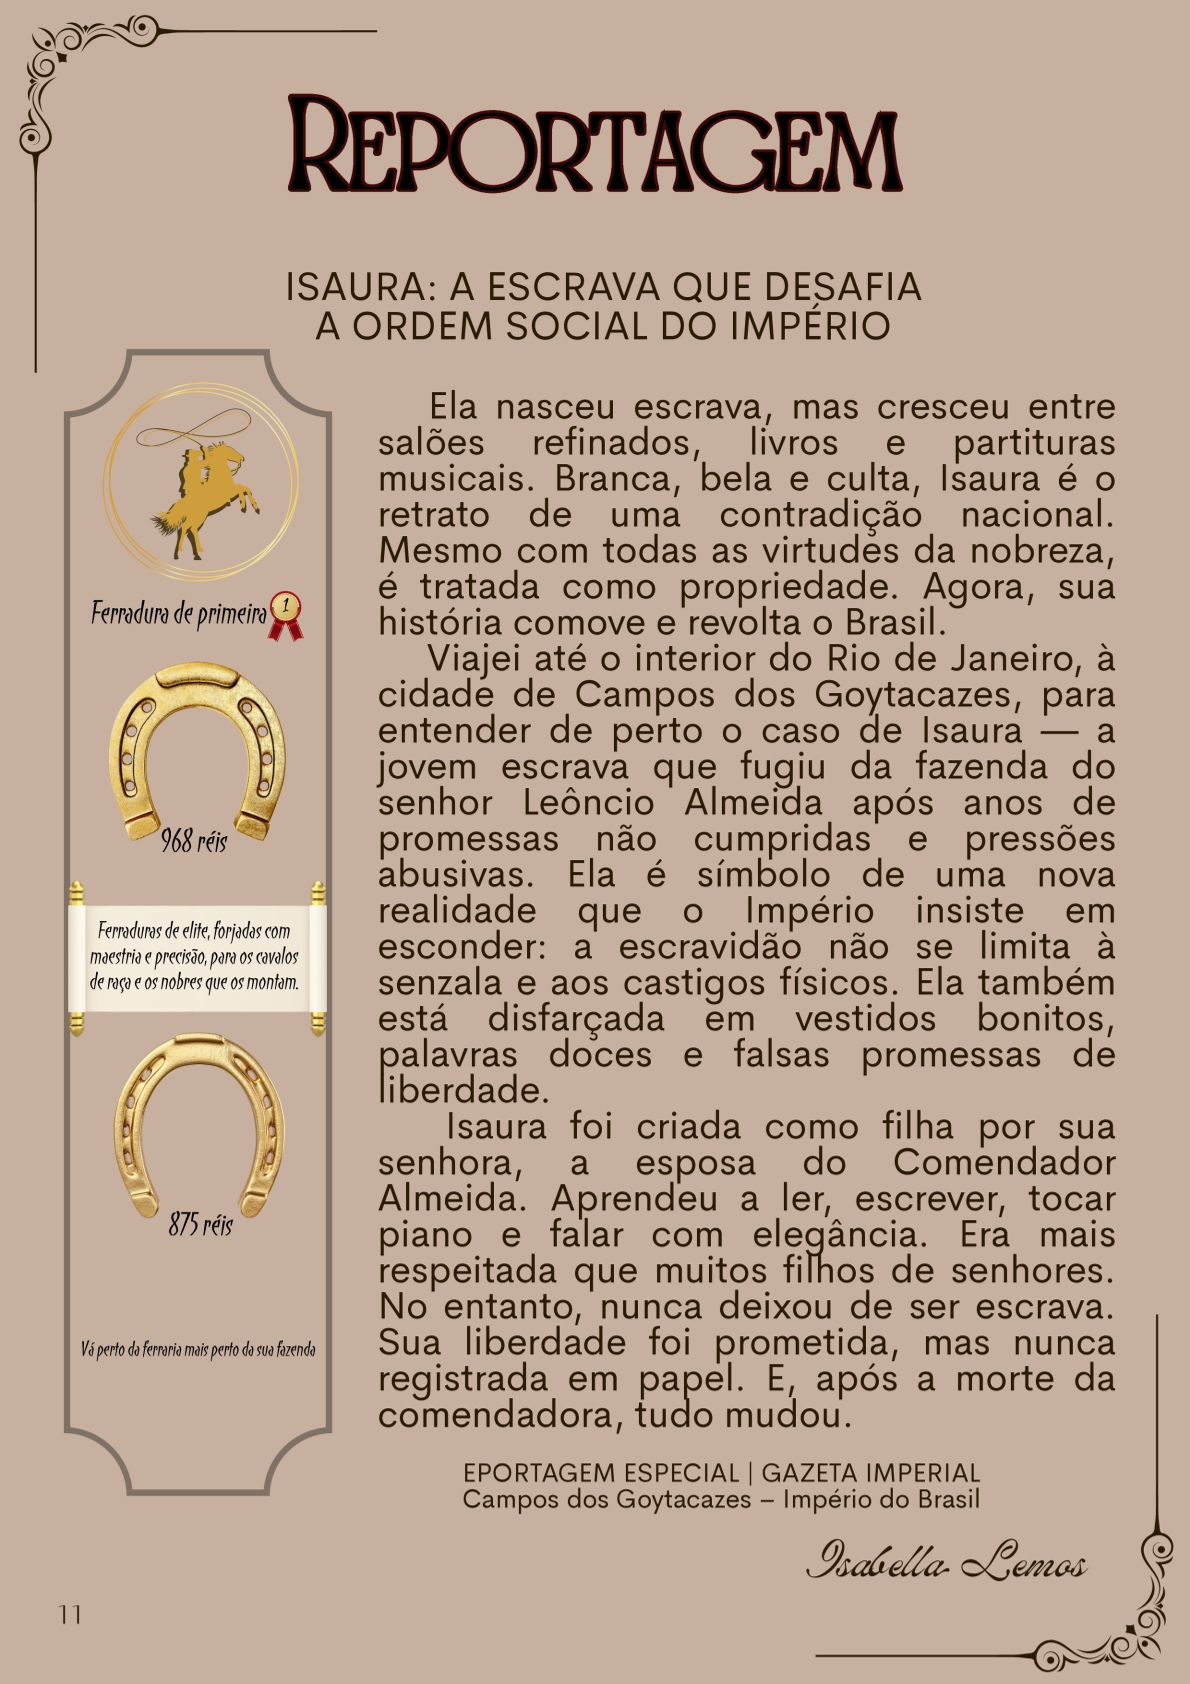 REPORTAGEM
ISAURA: A ESCRAVA QUE DESAFIA
A ORDEM SOCIAL DO IMPÉRIO
Ferradura de primeira
1
968 réis
Ferraduras de elite, forjadas com
maestria e precisão, para os cavalos
de raça e os nobres que os montam.
875 réis
Vá perto da ferraria mais perto da sua fazenda
Ela nasceu escrava, mas cresceu entre
salões refinados, livros e partituras
musicais. Branca, bela e culta, Isaura é o
retrato de uma contradição nacional.
Mesmo com todas as virtudes da nobreza,
é tratada como propriedade. Agora, sua
história comove e revolta o Brasil.
Viajei até o interior do Rio de Janeiro, à
cidade de Campos dos Goytacazes, para
entender de perto o caso de Isaura — a
jovem escrava que fugiu da fazenda do
senhor Leôncio Almeida após anos de
promessas não cumpridas e pressões
abusivas. Ela é símbolo de uma nova
realidade que o Império insiste em
esconder: a escravidão não se limita à
senzala e aos castigos físicos. Ela também
está disfarçada em vestidos bonitos,
palavras doces e falsas promessas de
liberdade.
Isaura foi criada como filha por sua
senhora, a esposa do Comendador
Almeida. Aprendeu a ler, escrever, tocar
piano e falar com elegância. Era mais
respeitada que muitos filhos de senhores.
No entanto, nunca deixou de ser escrava.
Sua liberdade foi prometida, mas nunca
registrada em papel. E, após a morte da
comendadora, tudo mudou.
EPORTAGEM ESPECIAL | GAZETA IMPERIAL
Campos dos Goytacazes – Império do Brasil
Isabella Lemos
11